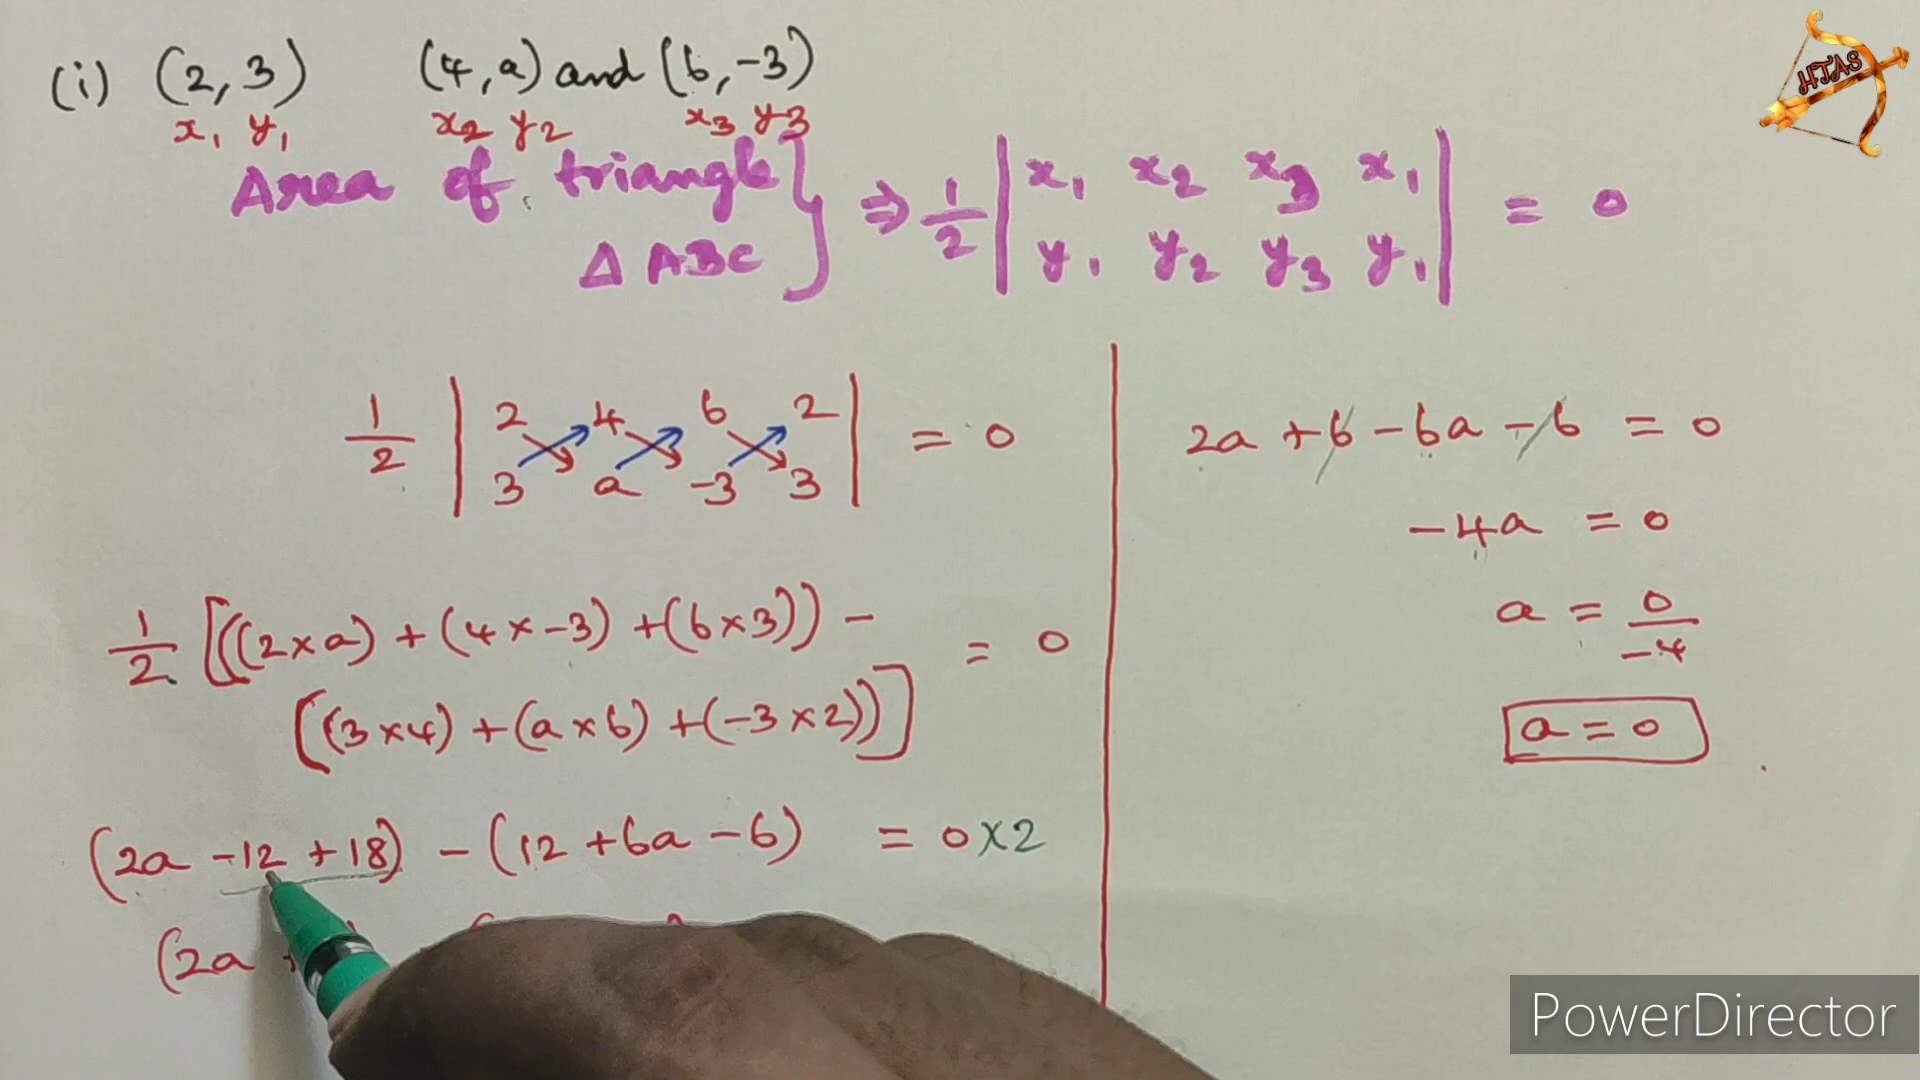 (i) (2, 3) (4, a) and (6, -3)
x₁ y₁ x₂ y₂ x₃ y₃
Area of triangle
Δ ABC
⇒ 1/2 | x₁ x₂ x₃ x₁ | = 0
y₁ y₂ y₃ y₁
HTAS
1/2 | 2 4 6 2 | = 0
3 a -3 3
1/2 [((2 × a) + (4 × -3) + (6 × 3)) -
((3 × 4) + (a × 6) + (-3 × 2))] = 0
(2a - 12 + 18) - (12 + 6a - 6) = 0 × 2
(2a
2a + 6 - 6a - 6 = 0
-4a = 0
a = 0/-4
a = 0
PowerDirector